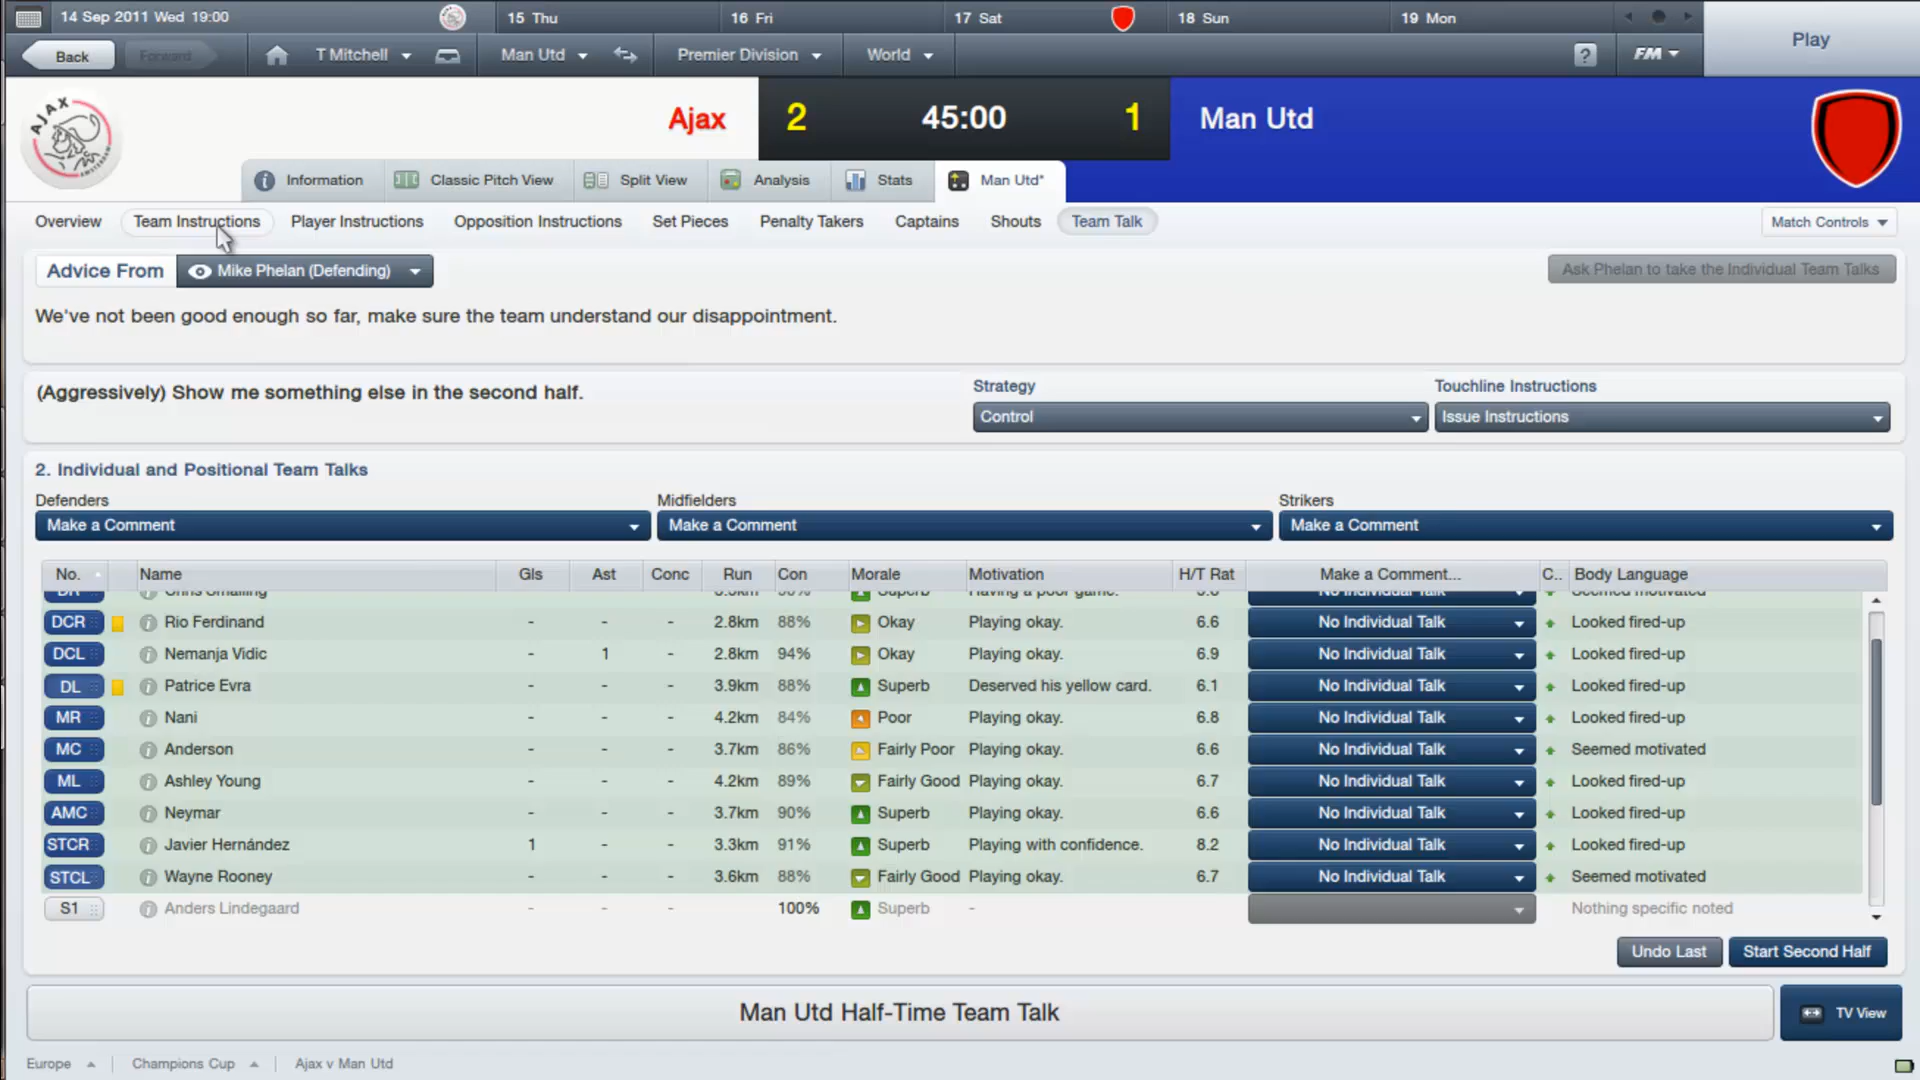 14 Sep 2011 Wed 19:00 15 Thu 16 Fri 17 Sat 18 Sun 19 Mon
Play
Back Forward T Mitchell Man Utd Premier Division World ? FM
AJAX
AMSTERDAM
Ajax 2 45:00 1 Man Utd
Information Classic Pitch View Split View Analysis Stats Man Utd*
Overview Team Instructions Player Instructions Opposition Instructions Set Pieces Penalty Takers Captains Shouts Team Talk Match Controls
Advice From Mike Phelan (Defending) Ask Phelan to take the Individual Team Talks
We've not been good enough so far, make sure the team understand our disappointment.
Strategy Touchline Instructions
(Aggressively) Show me something else in the second half.
Control Issue Instructions
2. Individual and Positional Team Talks
Defenders Midfielders Strikers
Make a Comment Make a Comment Make a Comment
No. Name Gls Ast Conc Run Con Morale Motivation H/T Rat Make a Comment... C.. Body Language
DR Chris Smalling - - - Superb Having a poor game. No Individual Talk Seemed motivated
DCR Rio Ferdinand - - - 2.8km 88% Okay Playing okay. 6.6 No Individual Talk Looked fired-up
DCL Nemanja Vidic - 1 - 2.8km 94% Okay Playing okay. 6.9 No Individual Talk Looked fired-up
DL Patrice Evra - - - 3.9km 88% Superb Deserved his yellow card. 6.1 No Individual Talk Looked fired-up
MR Nani - - - 4.2km 84% Poor Playing okay. 6.8 No Individual Talk Looked fired-up
MC Anderson - - - 3.7km 86% Fairly Poor Playing okay. 6.6 No Individual Talk Seemed motivated
ML Ashley Young - - - 4.2km 89% Fairly Good Playing okay. 6.7 No Individual Talk Looked fired-up
AMC Neymar - - - 3.7km 90% Superb Playing okay. 6.6 No Individual Talk Looked fired-up
STCR Javier Hernández 1 - - 3.3km 91% Superb Playing with confidence. 8.2 No Individual Talk Looked fired-up
STCL Wayne Rooney - - - 3.6km 88% Fairly Good Playing okay. 6.7 No Individual Talk Seemed motivated
S1 Anders Lindegaard - - - 100% Superb - Nothing specific noted
Undo Last Start Second Half
Man Utd Half-Time Team Talk TV View
Europe Champions Cup Ajax v Man Utd